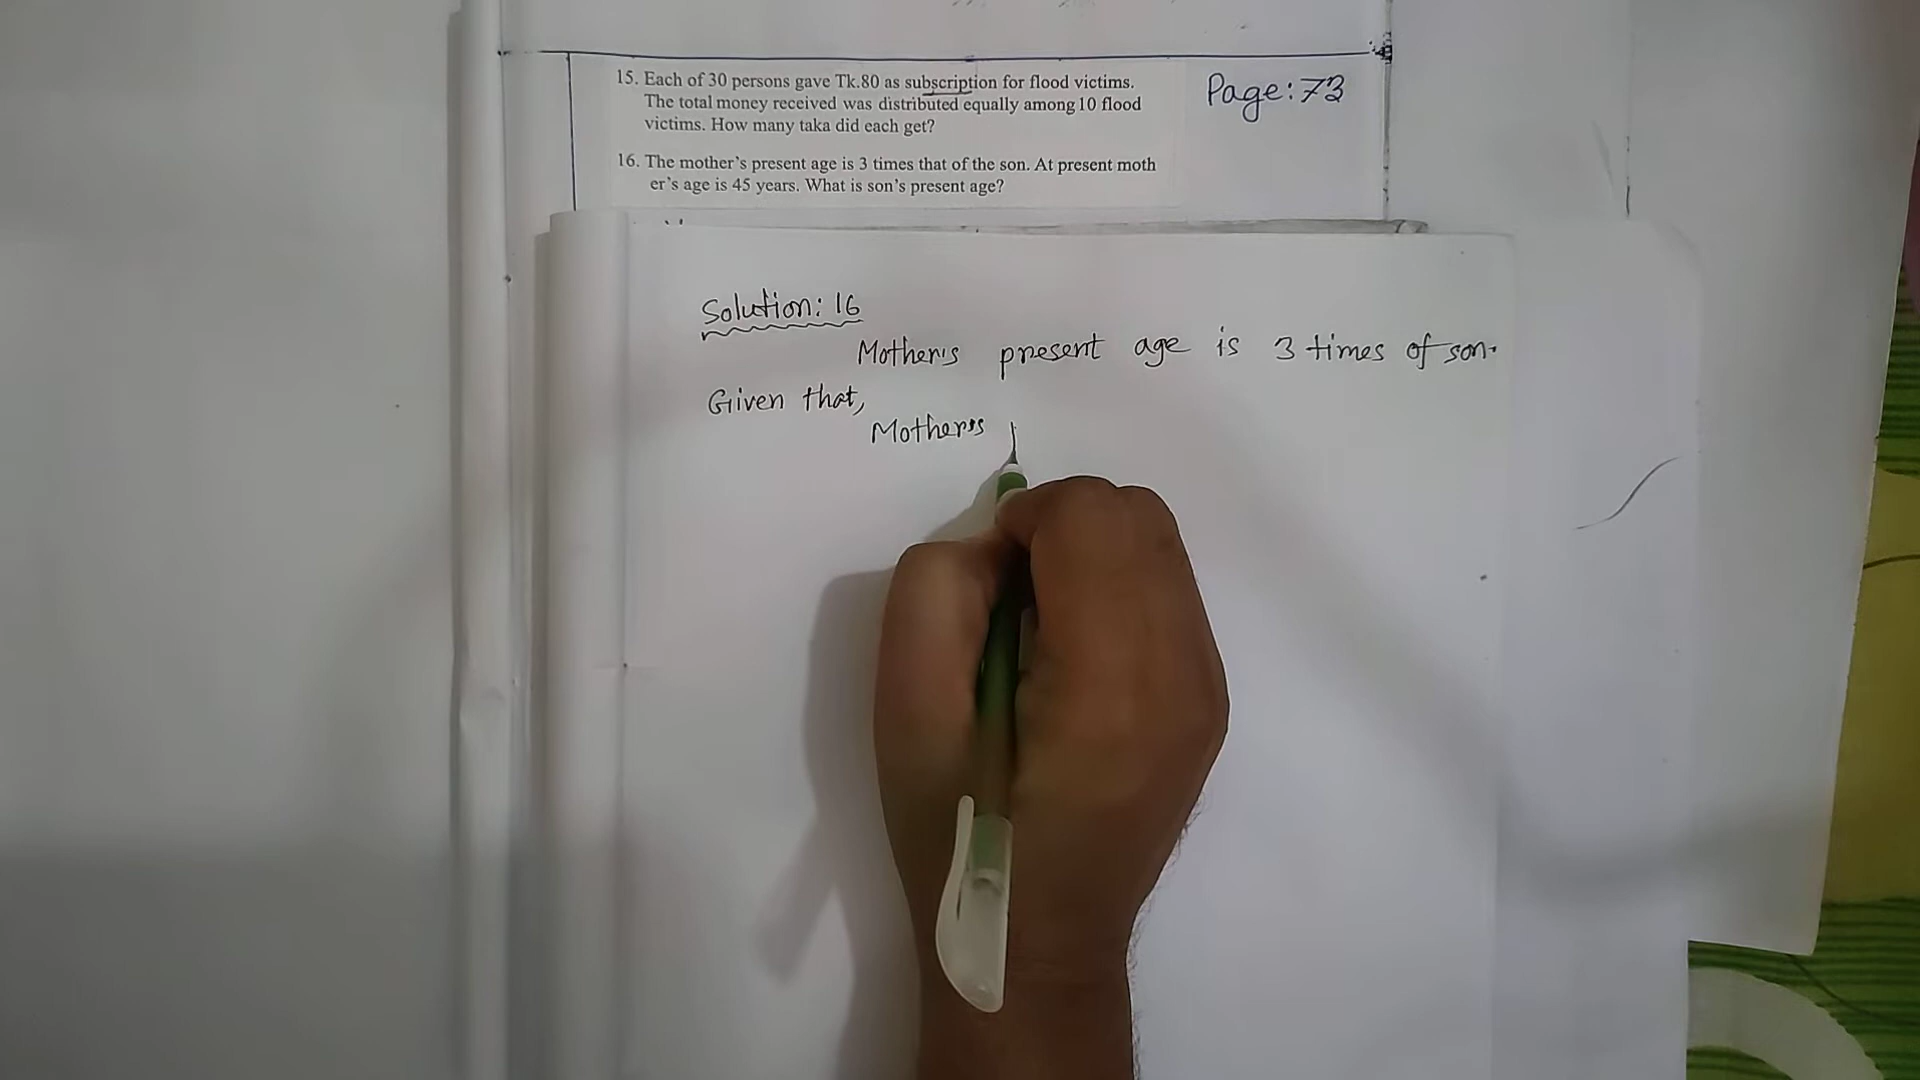 15. Each of 30 persons gave Tk.80 as subscription for flood victims.
The total money received was distributed equally among 10 flood
victims. How many taka did each get?
Page:73
16. The mother's present age is 3 times that of the son. At present moth
er's age is 45 years. What is son's present age?
Solution: 16
Mother's present age is 3 times of son.
Given that,
Mother's